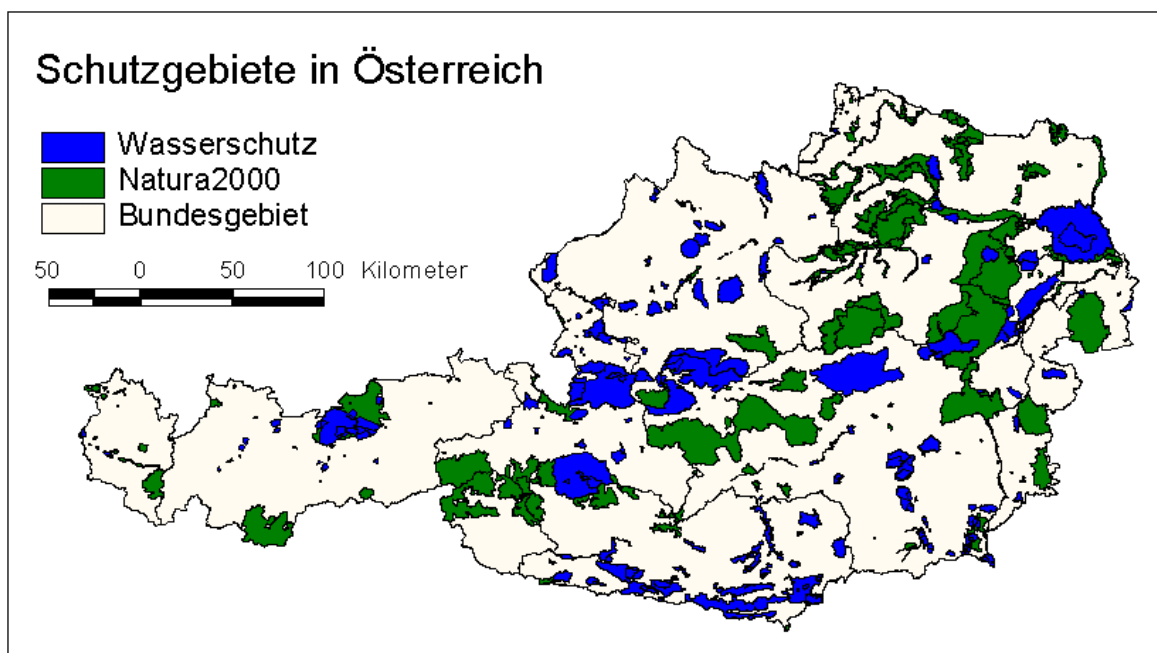 Schutzgebiete in Österreich
Wasserschutz
Natura2000
Bundesgebiet
50 0 50 100 Kilometer